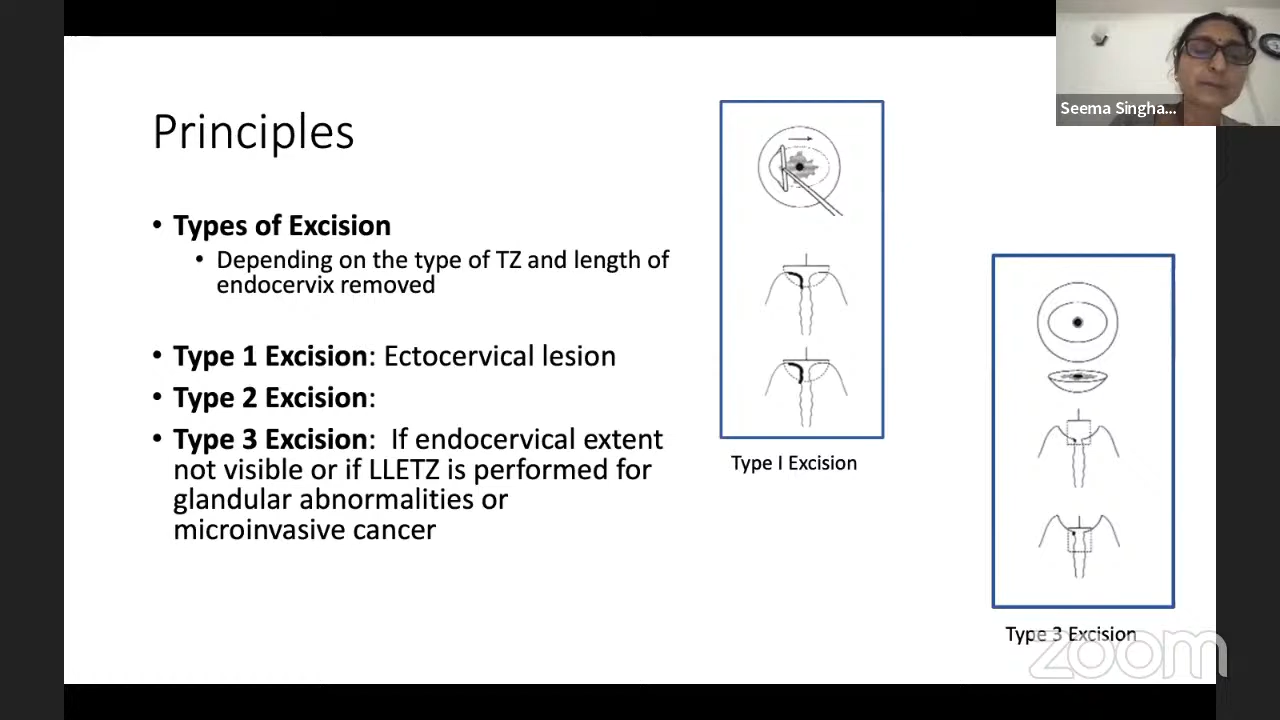 Principles
• Types of Excision
• Depending on the type of TZ and length of
endocervix removed
• Type 1 Excision: Ectocervical lesion
• Type 2 Excision:
• Type 3 Excision: If endocervical extent
not visible or if LLETZ is performed for
glandular abnormalities or
microinvasive cancer
Type I Excision
Type 3 Excision
Seema Singha...
zoom